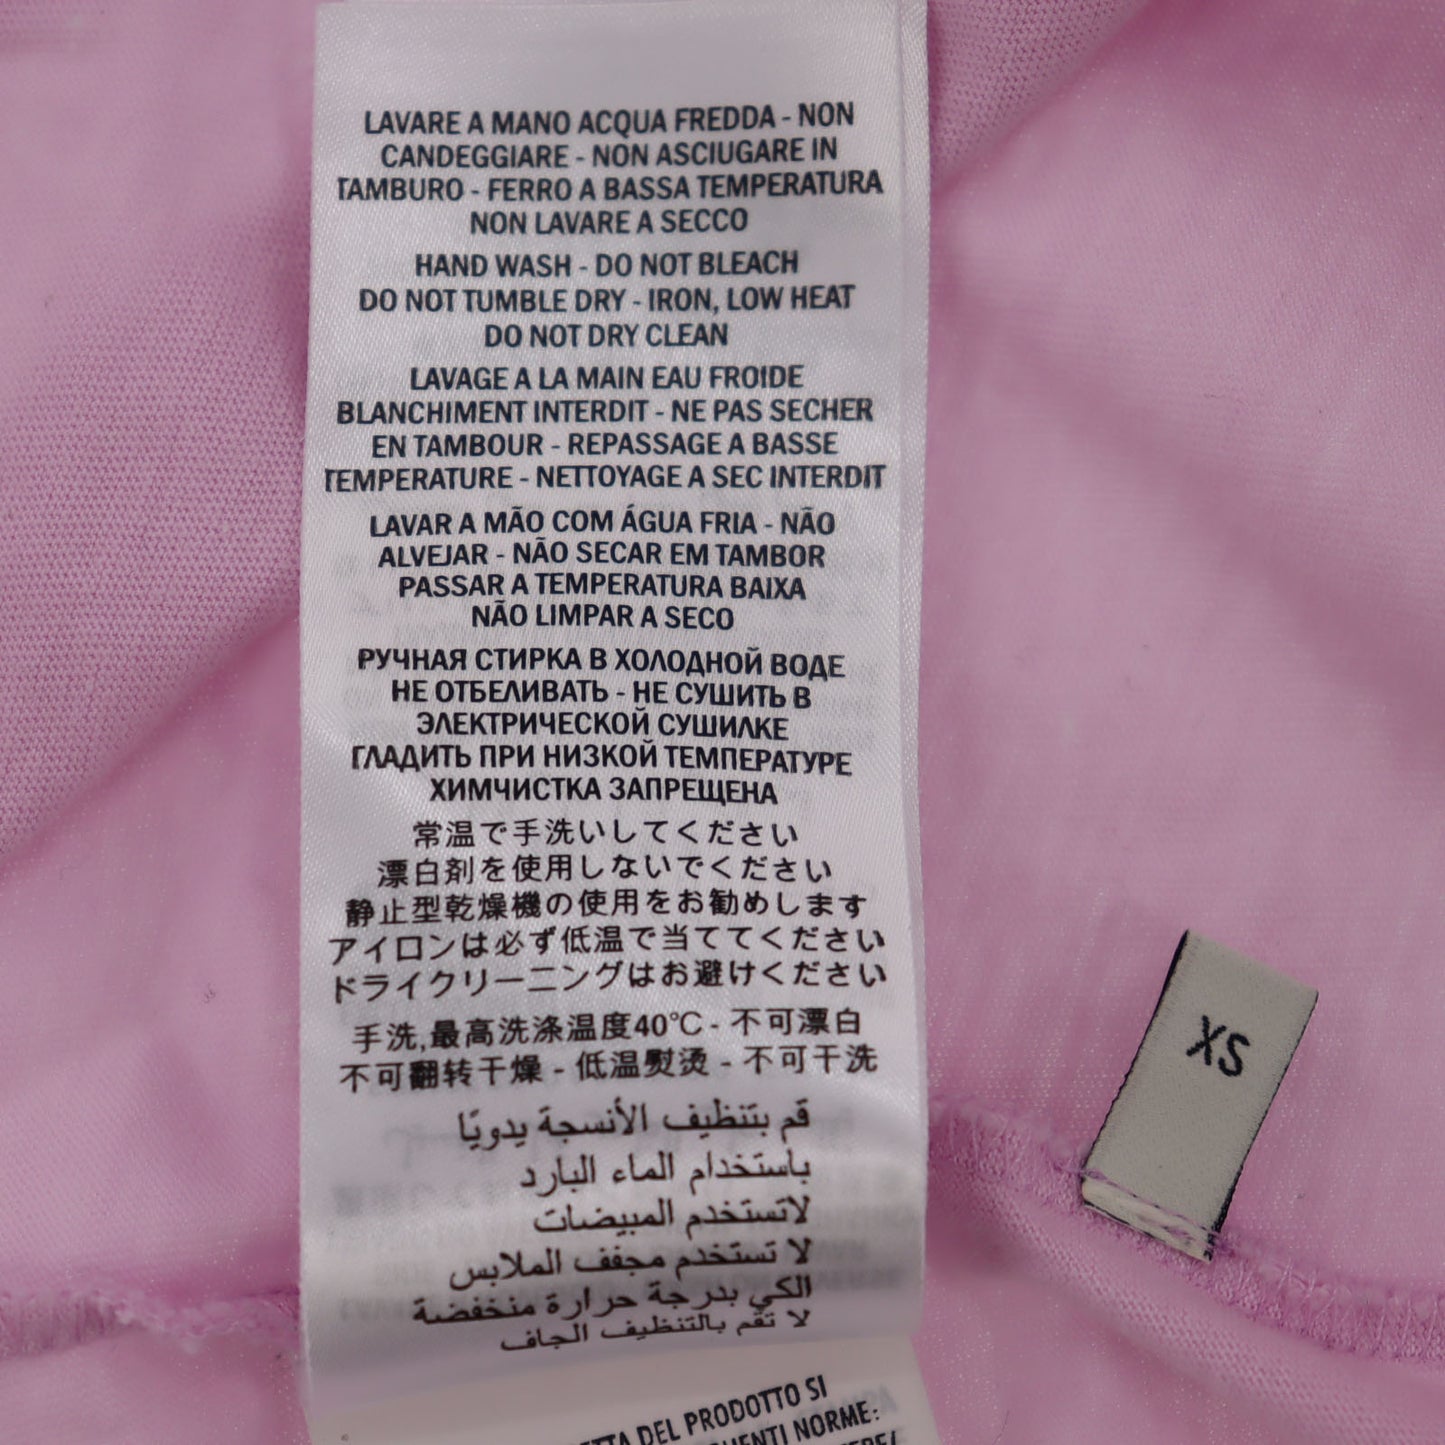 LAVARE A MANO ACQUA FREDDA - NON
CANDEGGIARE - NON ASCIUGARE IN
TAMBURO - FERRO A BASSA TEMPERATURA
NON LAVARE A SECCO
HAND WASH - DO NOT BLEACH
DO NOT TUMBLE DRY - IRON, LOW HEAT
DO NOT DRY CLEAN
LAVAGE A LA MAIN EAU FROIDE
BLANCHIMENT INTERDIT - NE PAS SECHER
EN TAMBOUR - REPASSAGE A BASSE
TEMPERATURE - NETTOYAGE A SEC INTERDIT
LAVAR A MÃO COM ÁGUA FRIA - NÃO
ALVEJAR - NÃO SECAR EM TAMBOR
PASSAR A TEMPERATURA BAIXA
NÃO LIMPAR A SECO
РУЧНАЯ СТИРКА В ХОЛОДНОЙ ВОДЕ
НЕ ОТБЕЛИВАТЬ - НЕ СУШИТЬ В
ЭЛЕКТРИЧЕСКОЙ СУШИЛКЕ
ГЛАДИТЬ ПРИ НИЗКОЙ ТЕМПЕРАТУРЕ
ХИМЧИСТКА ЗАПРЕЩЕНА
常温で手洗いしてください
漂白剤を使用しないでください
静止型乾燥機の使用をお勧めします
アイロンは必ず低温で当ててください
ドライクリーニングはお避けください
手洗,最高洗涤温度40℃ - 不可漂白
不可翻转干燥 - 低温熨烫 - 不可干洗
قم بتنظيف الأنسجة يدويًا
باستخدام الماء البارد
لاتستخدم المبيضات
لا تستخدم مجفف الملابس
الكي بدرجة حرارة منخفضة
لا تقم بالتنظيف الجاف
DEL PRODOTTO SI
NORME:
XS